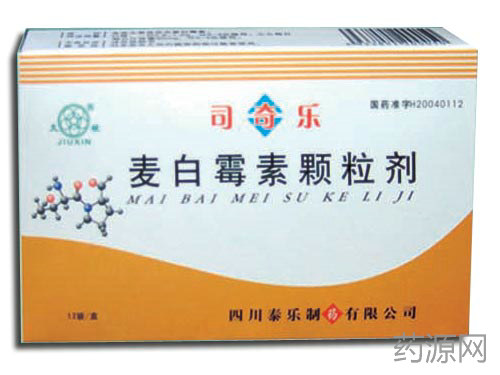 司奇乐
国药准字H20040112
JIUXIN
麦白霉素颗粒剂
MAI BAI MEI SU KE LI JI
12袋/盒
四川泰乐制药有限公司
药源网